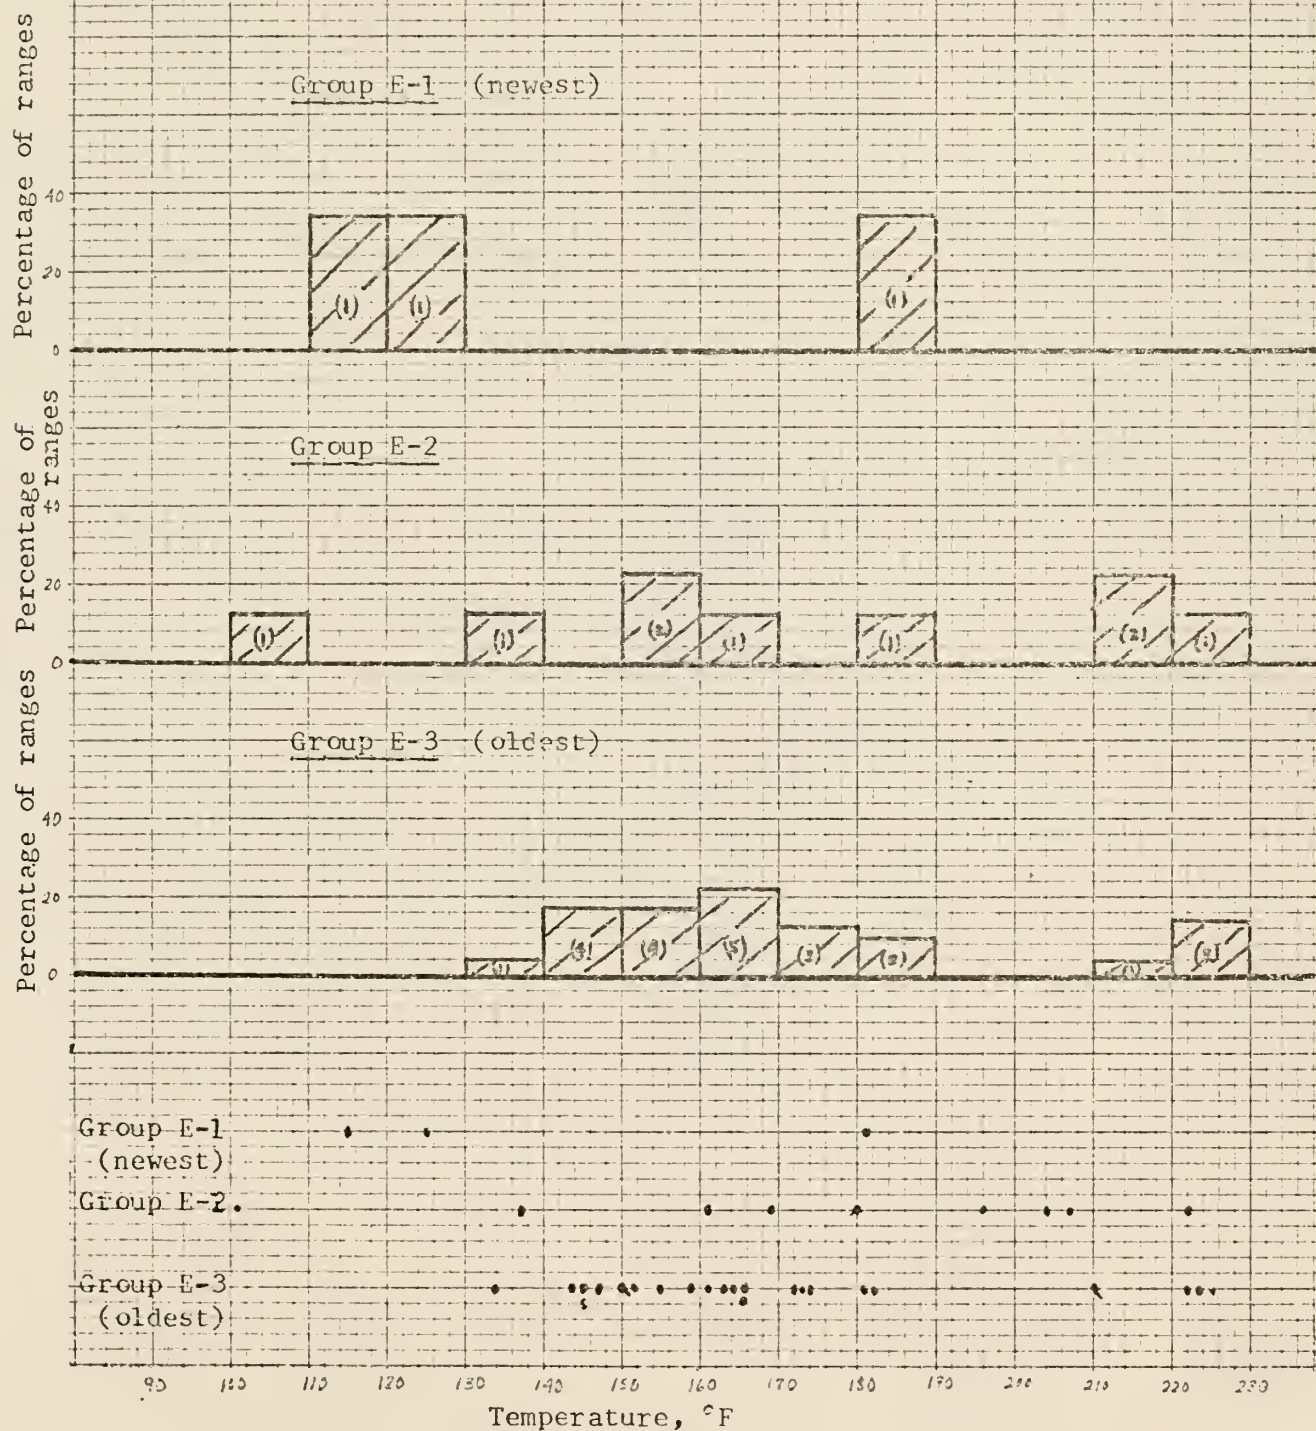 Percentage of ranges
Group E-1 (newest)
40
20
0
(1) (1) (1)
Percentage of
ranges
Group E-2
40
20
0
(1) (1) (2) (1) (1) (2) (1)
Percentage of ranges
Group E-3 (oldest)
40
20
0
(1) (4) (4) (5) (3) (2) (1)
Group E-1
(newest)
Group E-2
Group E-3
(oldest)
90 100 110 120 130 140 150 160 170 180 190 200 210 220 230
Temperature, °F